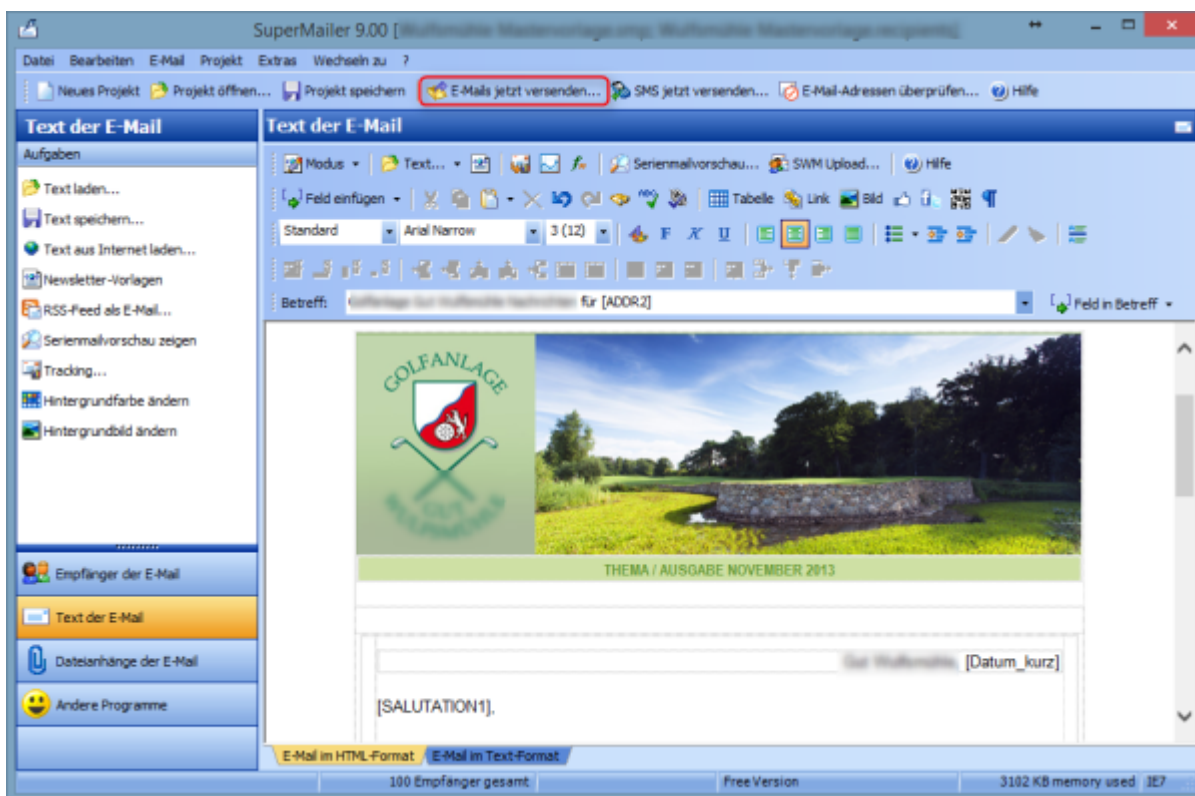 SuperMailer 9.00 [
Datei Bearbeiten E-Mail Projekt Extras Wechseln zu ?
Neues Projekt Projekt öffnen... Projekt speichern E-Mails jetzt versenden... SMS jetzt versenden... E-Mail-Adressen überprüfen... Hilfe
Text der E-Mail
Aufgaben
Text laden...
Text speichern...
Text aus Internet laden...
Newsletter-Vorlagen
RSS-Feed als E-Mail...
Serienmailvorschau zeigen
Tracking...
Hintergrundfarbe ändern
Hintergrundbild ändern
Empfänger der E-Mail
Text der E-Mail
Dateianhänge der E-Mail
Andere Programme
Text der E-Mail
Modus Text... Serienmailvorschau... SWM Upload... Hilfe
Feld einfügen Tabelle Link Bild
Standard Arial Narrow 3 (12) F K U
Betreff: für [ADDR2] Feld in Betreff
GOLFANLAGE
THEMA / AUSGABE NOVEMBER 2013
[Datum_kurz]
[SALUTATION1],
E-Mail im HTML-Format E-Mail im Text-Format
100 Empfänger gesamt Free Version 3102 KB memory used IE7